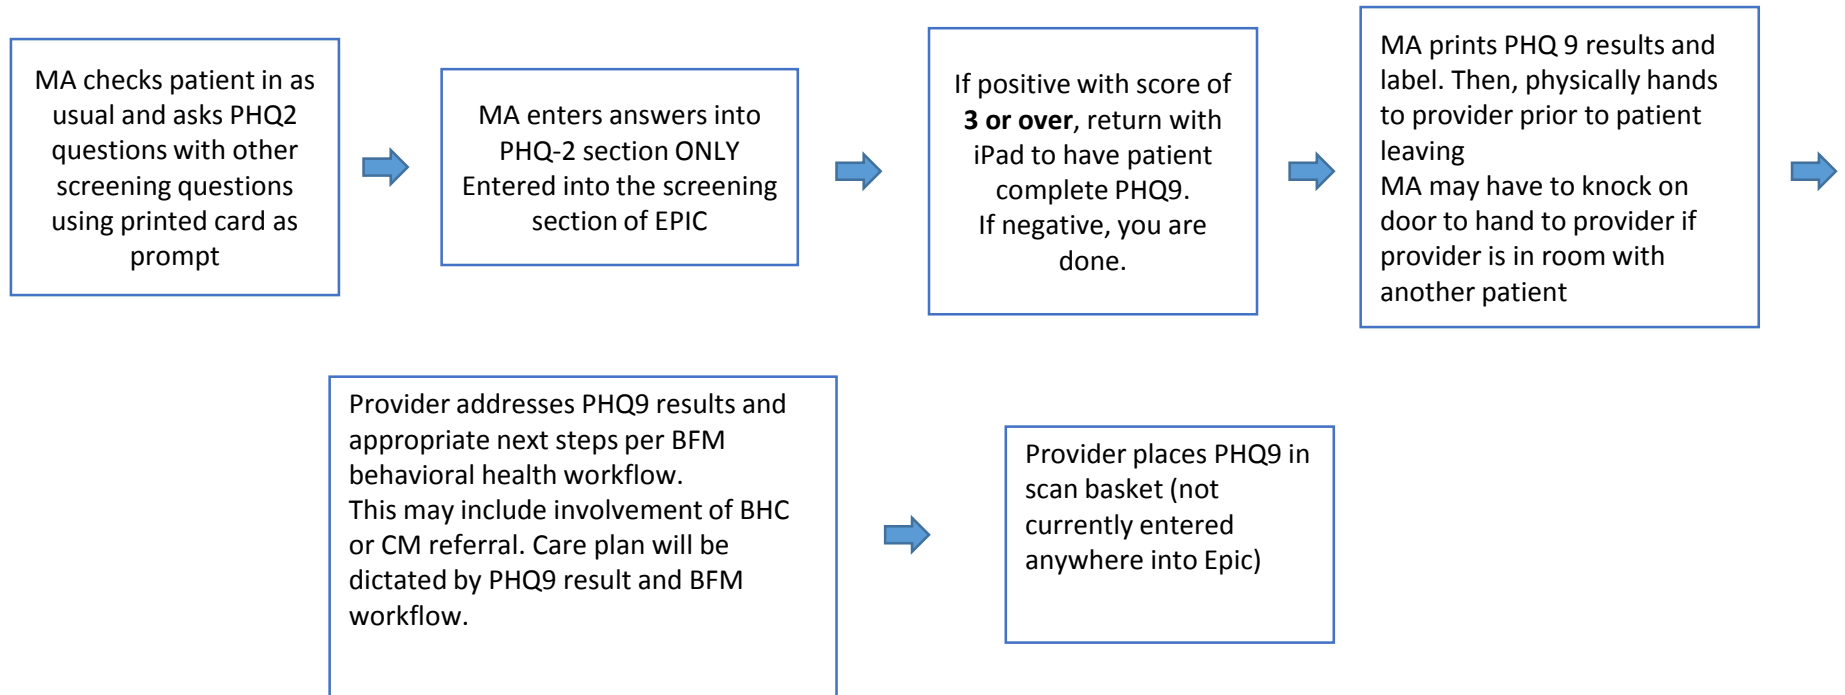 MA checks patient in as
usual and asks PHQ2
questions with other
screening questions
using printed card as
prompt
MA enters answers into
PHQ-2 section ONLY
Entered into the screening
section of EPIC
If positive with score of
3 or over, return with
iPad to have patient
complete PHQ9.
If negative, you are
done.
MA prints PHQ 9 results and
label. Then, physically hands
to provider prior to patient
leaving
MA may have to knock on
door to hand to provider if
provider is in room with
another patient
Provider addresses PHQ9 results and
appropriate next steps per BFM
behavioral health workflow.
This may include involvement of BHC
or CM referral. Care plan will be
dictated by PHQ9 result and BFM
workflow.
Provider places PHQ9 in
scan basket (not
currently entered
anywhere into Epic)